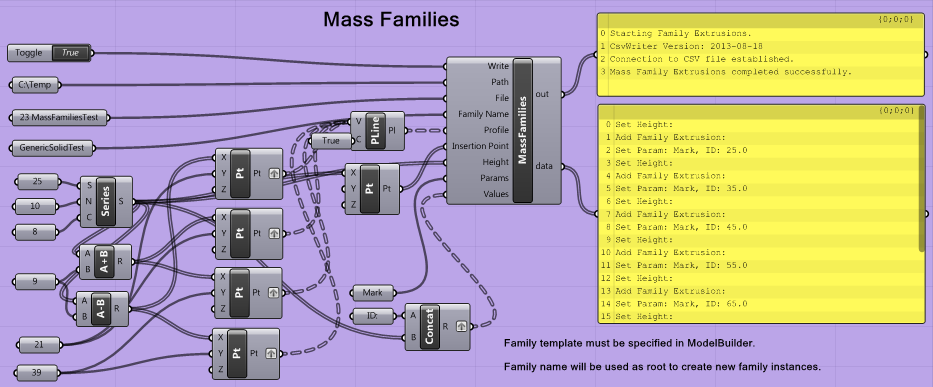 Mass Families
Toggle True
C:\Temp
23 MassFamiliesTest
GenericSolidTest
25
10
8
9
21
39
S
N
C
Series
S
A
B
A+B
R
A
B
A-B
R
X
Y
Z
Pt
Pt
X
Y
Z
Pt
Pt
X
Y
Z
Pt
Pt
X
Y
Z
Pt
Pt
True
V
C
PLine
Pl
X
Y
Z
Pt
Pt
Mark
ID:
A
B
Concat
R
Write
Path
File
Family Name
Profile
Insertion Point
Height
Params
Values
MassFamilies
out
data
{0;0;0}
0 Starting Family Extrusions.
1 CsvWriter Version: 2013-08-18
2 Connection to CSV file established.
3 Mass Family Extrusions completed successfully.
{0;0;0}
0 Set Height:
1 Add Family Extrusion:
2 Set Param: Mark, ID: 25.0
3 Set Height:
4 Add Family Extrusion:
5 Set Param: Mark, ID: 35.0
6 Set Height:
7 Add Family Extrusion:
8 Set Param: Mark, ID: 45.0
9 Set Height:
10 Add Family Extrusion:
11 Set Param: Mark, ID: 55.0
12 Set Height:
13 Add Family Extrusion:
14 Set Param: Mark, ID: 65.0
15 Set Height:
Family template must be specified in ModelBuilder.
Family name will be used as root to create new family instances.